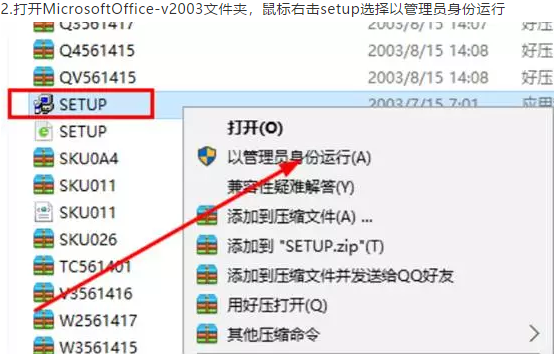 2.打开MicrosoftOffice-v2003文件夹，鼠标右击setup选择以管理员身份运行
Q3561417 2003/8/15 14:09 好压
Q4561415 2003/8/15 14:08 好压
QV561415 2003/8/15 14:08 好压
SETUP 2003/7/15 7:01 应用
SETUP
打开(O)
SKU0A4
以管理员身份运行(A)
SKU011
兼容性疑难解答(Y)
SKU011
添加到压缩文件(A) ...
SKU026
添加到 "SETUP.zip"(T)
TC561401
添加到压缩文件并发送给QQ好友
V3561416
用好压打开(Q)
W2561417
其他压缩命令
W3561415